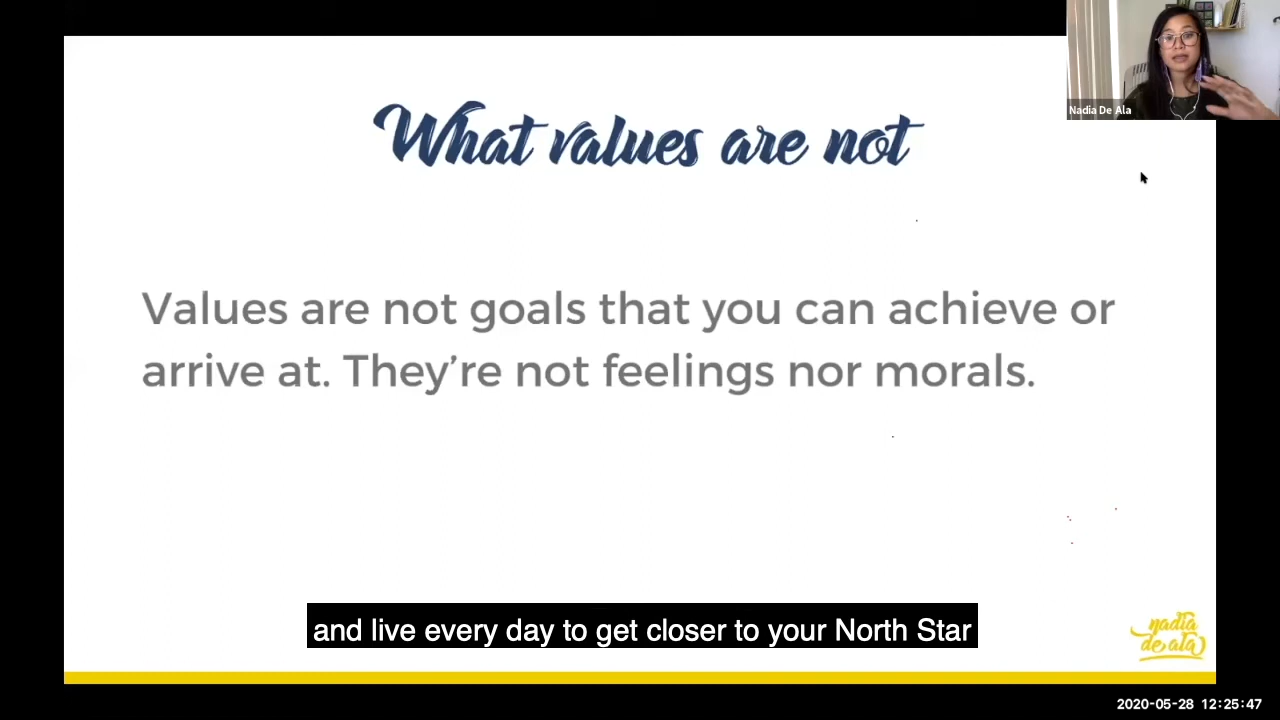 Nadia De Ala
What values are not
Values are not goals that you can achieve or
arrive at. They’re not feelings nor morals.
and live every day to get closer to your North Star
nadia
de ala
2020-05-28 12:25:47